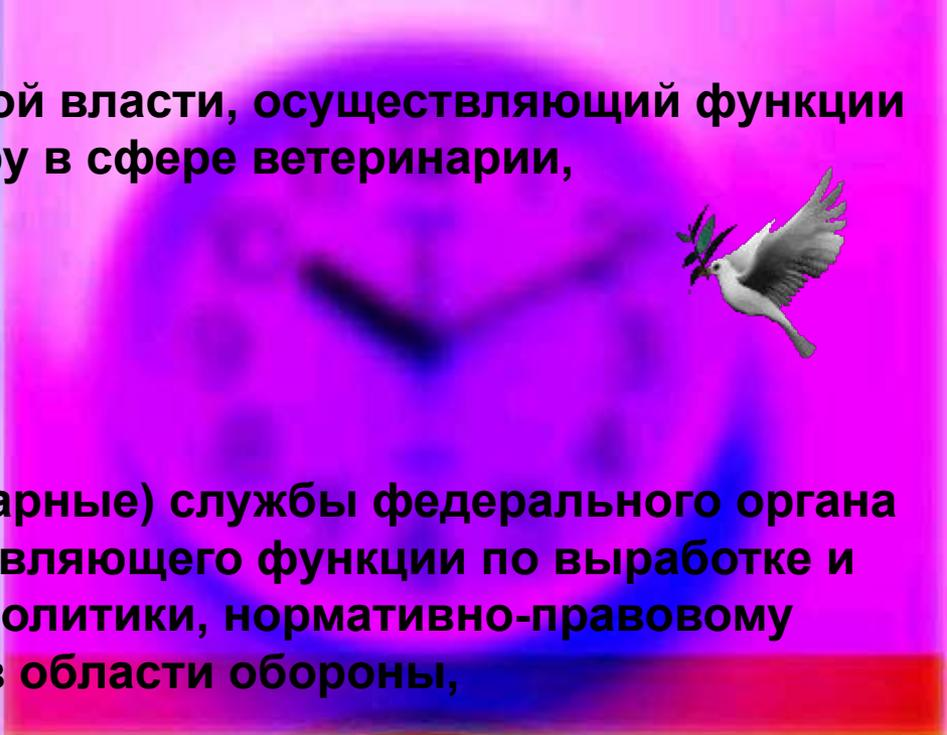 ой власти, осуществляющий функции
ру в сфере ветеринарии,
арные) службы федерального органа
вляющего функции по выработке и
олитики, нормативно-правовому
в области обороны,